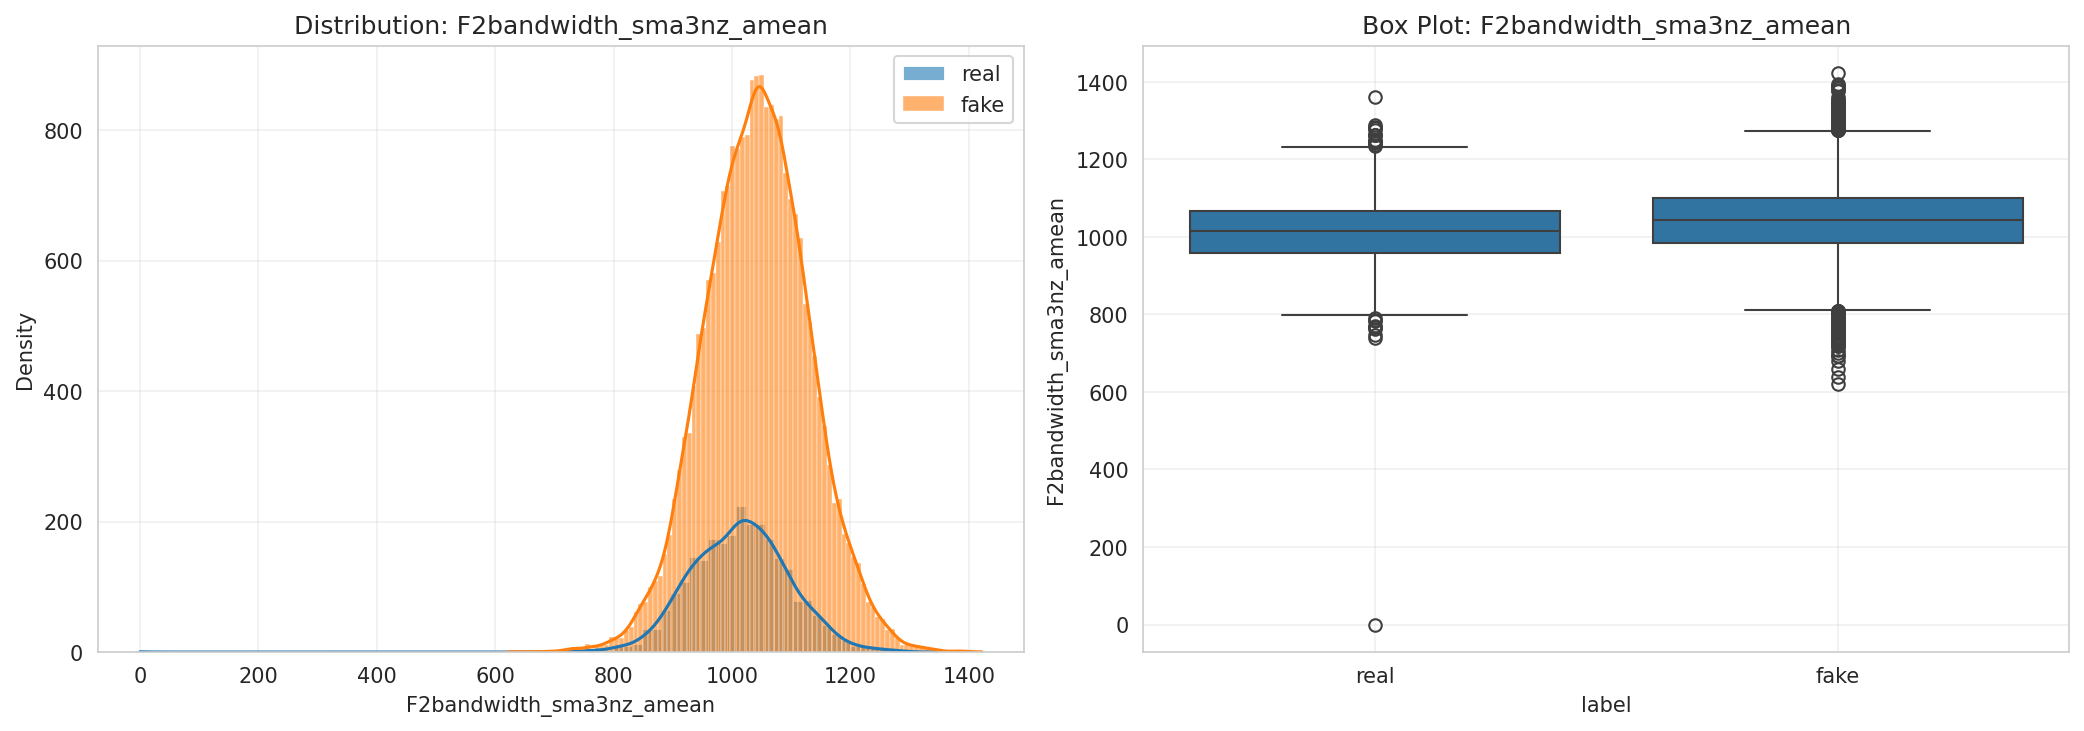 Distribution: F2bandwidth_sma3nz_amean
real
fake
Density
800
600
400
200
0
0 200 400 600 800 1000 1200 1400
F2bandwidth_sma3nz_amean
Box Plot: F2bandwidth_sma3nz_amean
F2bandwidth_sma3nz_amean
1400
1200
1000
800
600
400
200
0
real fake
label